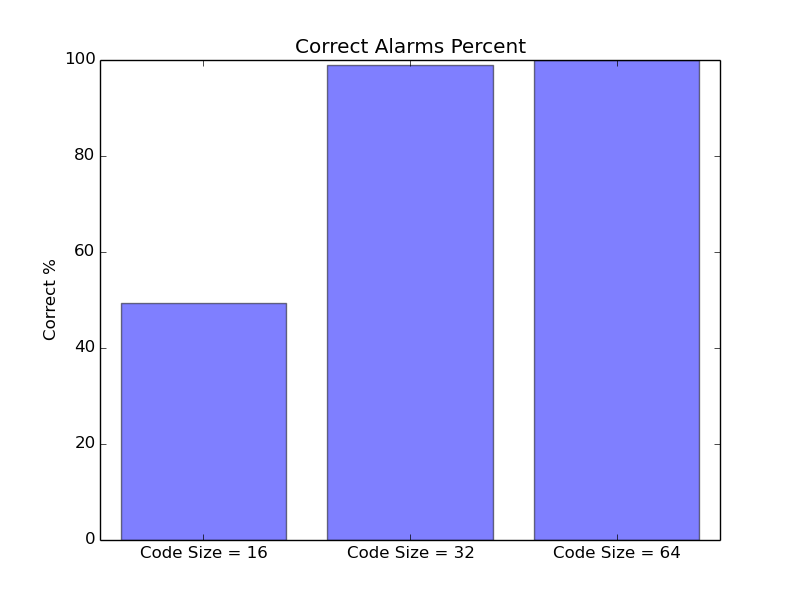 Correct Alarms Percent
100
80
60
40
20
0
Correct %
Code Size = 16
Code Size = 32
Code Size = 64